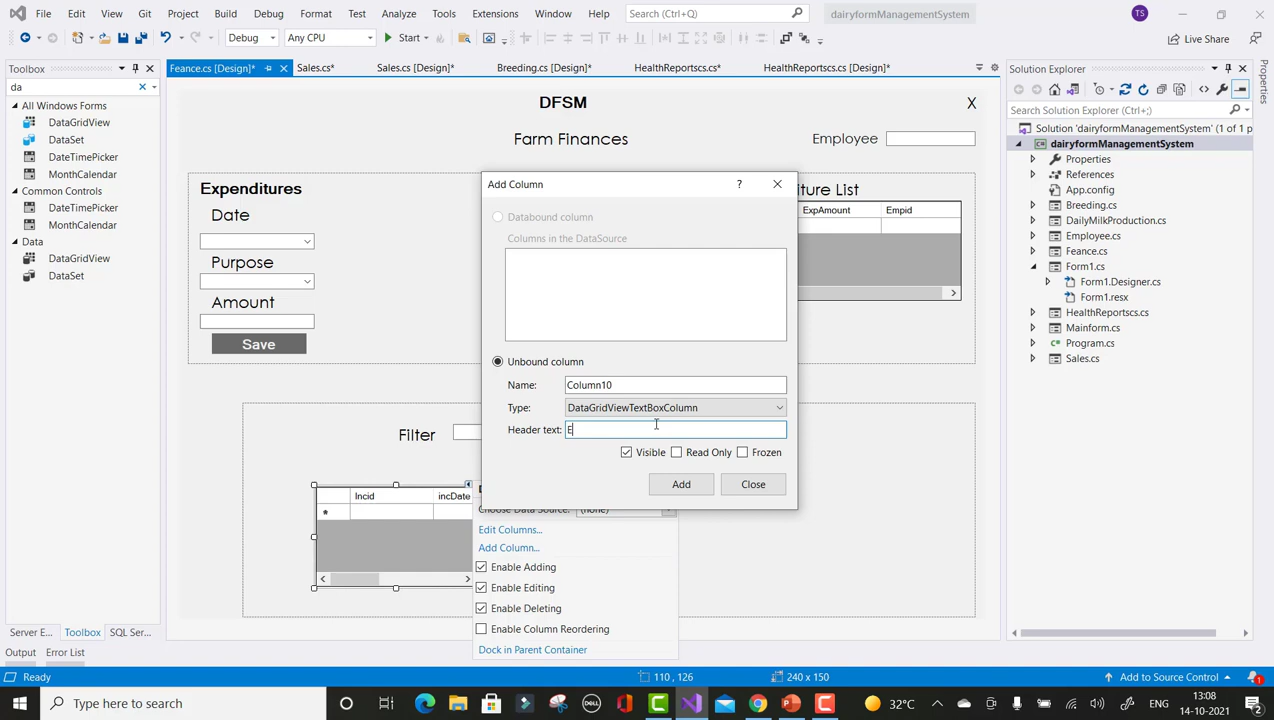 File Edit View Git Project Build Debug Format Test Analyze Tools Extensions Window Help Search (Ctrl+Q) dairyformManagementSystem TS
Debug Any CPU Start Live Share
Toolbox
Feance.cs [Design]* Sales.cs* Sales.cs [Design]* Breeding.cs [Design]* HealthReportscs.cs* HealthReportscs.cs [Design]*
Solution Explorer
Properties
da
All Windows Forms
DataGridView
DataSet
DateTimePicker
MonthCalendar
Common Controls
DateTimePicker
MonthCalendar
Data
DataGridView
DataSet
Server E... Toolbox SQL Ser...
DFSM X
Farm Finances Employee
Expenditures
Date
Purpose
Amount
Save
iture List
ExpAmount Empid
Filter
Incid incDate
Add Column ?
Databound column
Columns in the DataSource
Unbound column
Name: Column10
Type: DataGridViewTextBoxColumn
Header text: E
Visible Read Only Frozen
Add Close
Choose Data Source: (none)
Edit Columns...
Add Column...
Enable Adding
Enable Editing
Enable Deleting
Enable Column Reordering
Dock in Parent Container
Search Solution Explorer (Ctrl+;)
Solution 'dairyformManagementSystem' (1 of 1 p
dairyformManagementSystem
Properties
References
App.config
Breeding.cs
DailyMilkProduction.cs
Employee.cs
Feance.cs
Form1.cs
Form1.Designer.cs
Form1.resx
HealthReportscs.cs
Mainform.cs
Program.cs
Sales.cs
Output Error List
Ready 110 , 126 240 x 150 Add to Source Control 1
Type here to search DELL 32°C ENG 13:08
14-10-2021 2